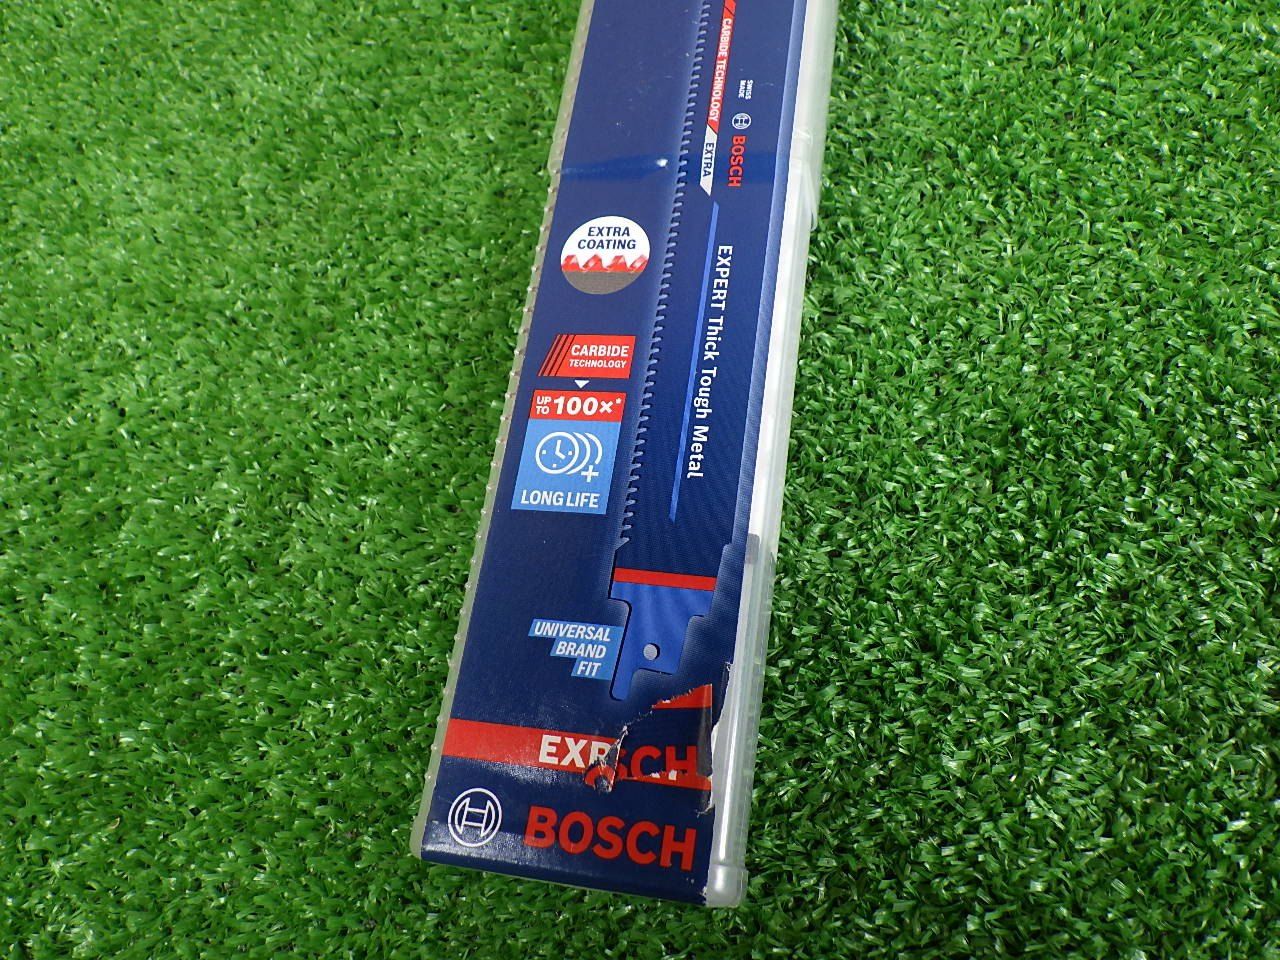 CARBIDE TECHNOLOGY
EXTRA
SWISS
MADE
BOSCH
EXPERT Thick Tough Metal
EXTRA
COATING
CARBIDE
TECHNOLOGY
UP TO 100×*
LONG LIFE
UNIVERSAL
BRAND
FIT
EXP
SCH
BOSCH